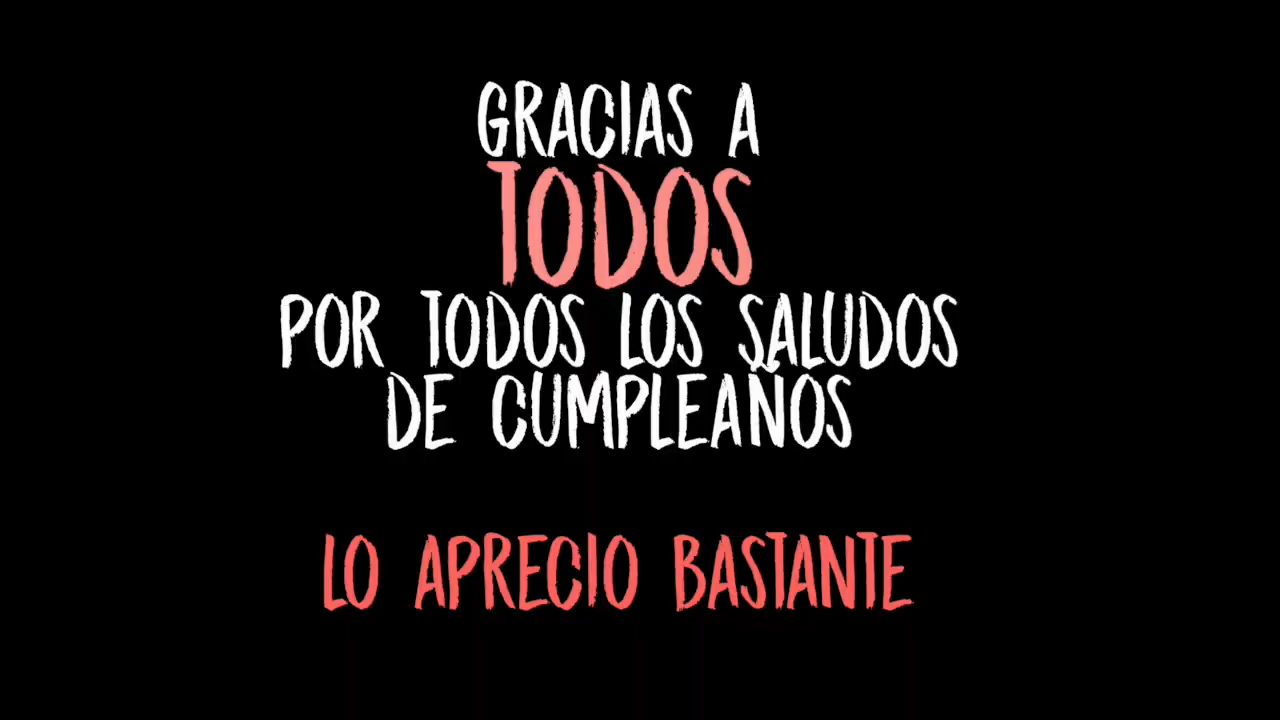 GRACIAS A
TODOS
POR TODOS LOS SALUDOS
DE CUMPLEAÑOS
LO APRECIO BASTANTE